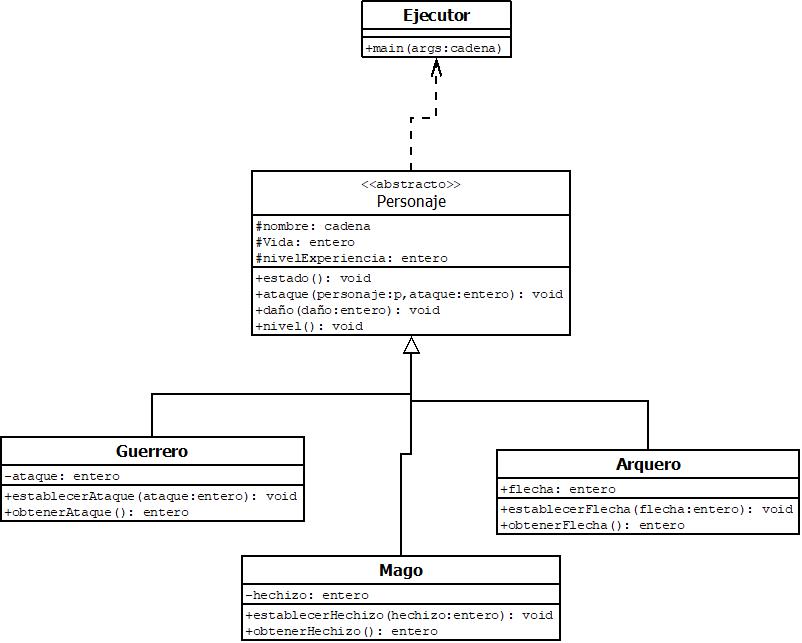 Ejecutor
+main(args:cadena)
<<abstracto>>
Personaje
#nombre: cadena
#Vida: entero
#nivelExperiencia: entero
+estado(): void
+ataque(personaje:p,ataque:entero): void
+daño(daño:entero): void
+nivel(): void
Guerrero
-ataque: entero
+establecerAtaque(ataque:entero): void
+obtenerAtaque(): entero
Arquero
+flecha: entero
+establecerFlecha(flecha:entero): void
+obtenerFlecha(): entero
Mago
-hechizo: entero
+establecerHechizo(hechizo:entero): void
+obtenerHechizo(): entero